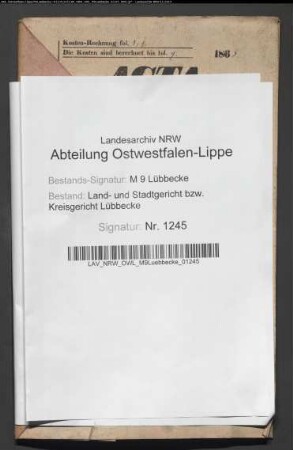 Kosten-Rechnung fol.
Die Kosten sind berechnet bis fol.
186
ACTA
Landesarchiv NRW
Abteilung Ostwestfalen-Lippe
Bestands-Signatur: M 9 Lübbecke
Bestand: Land- und Stadtgericht bzw.
Kreisgericht Lübbecke
Signatur: Nr. 1245
LAV_NRW_OWL_M9Luebbecke_01245